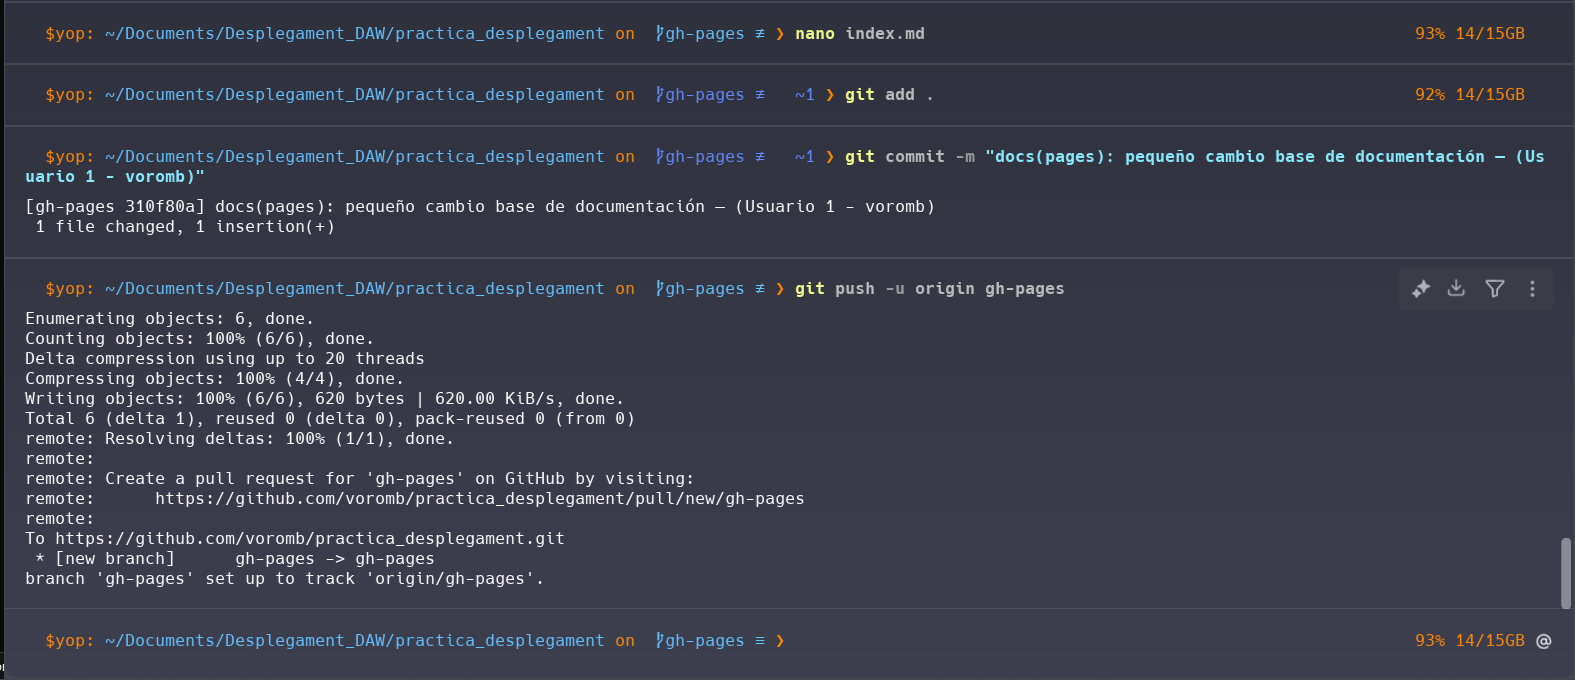 $yop: ~/Documents/Desplegament_DAW/practica_desplegament on gh-pages ≢ ❯ nano index.md 93% 14/15GB
$yop: ~/Documents/Desplegament_DAW/practica_desplegament on gh-pages ≢ ~1 ❯ git add . 92% 14/15GB
$yop: ~/Documents/Desplegament_DAW/practica_desplegament on gh-pages ≢ ~1 ❯ git commit -m "docs(pages): pequeño cambio base de documentación — (Us
uario 1 - voromb)"
[gh-pages 310f80a] docs(pages): pequeño cambio base de documentación — (Usuario 1 - voromb)
 1 file changed, 1 insertion(+)
$yop: ~/Documents/Desplegament_DAW/practica_desplegament on gh-pages ≢ ❯ git push -u origin gh-pages
Enumerating objects: 6, done.
Counting objects: 100% (6/6), done.
Delta compression using up to 20 threads
Compressing objects: 100% (4/4), done.
Writing objects: 100% (6/6), 620 bytes | 620.00 KiB/s, done.
Total 6 (delta 1), reused 0 (delta 0), pack-reused 0 (from 0)
remote: Resolving deltas: 100% (1/1), done.
remote:
remote: Create a pull request for 'gh-pages' on GitHub by visiting:
remote:      https://github.com/voromb/practica_desplegament/pull/new/gh-pages
remote:
To https://github.com/voromb/practica_desplegament.git
 * [new branch]      gh-pages -> gh-pages
branch 'gh-pages' set up to track 'origin/gh-pages'.
$yop: ~/Documents/Desplegament_DAW/practica_desplegament on gh-pages ≡ ❯ 93% 14/15GB @